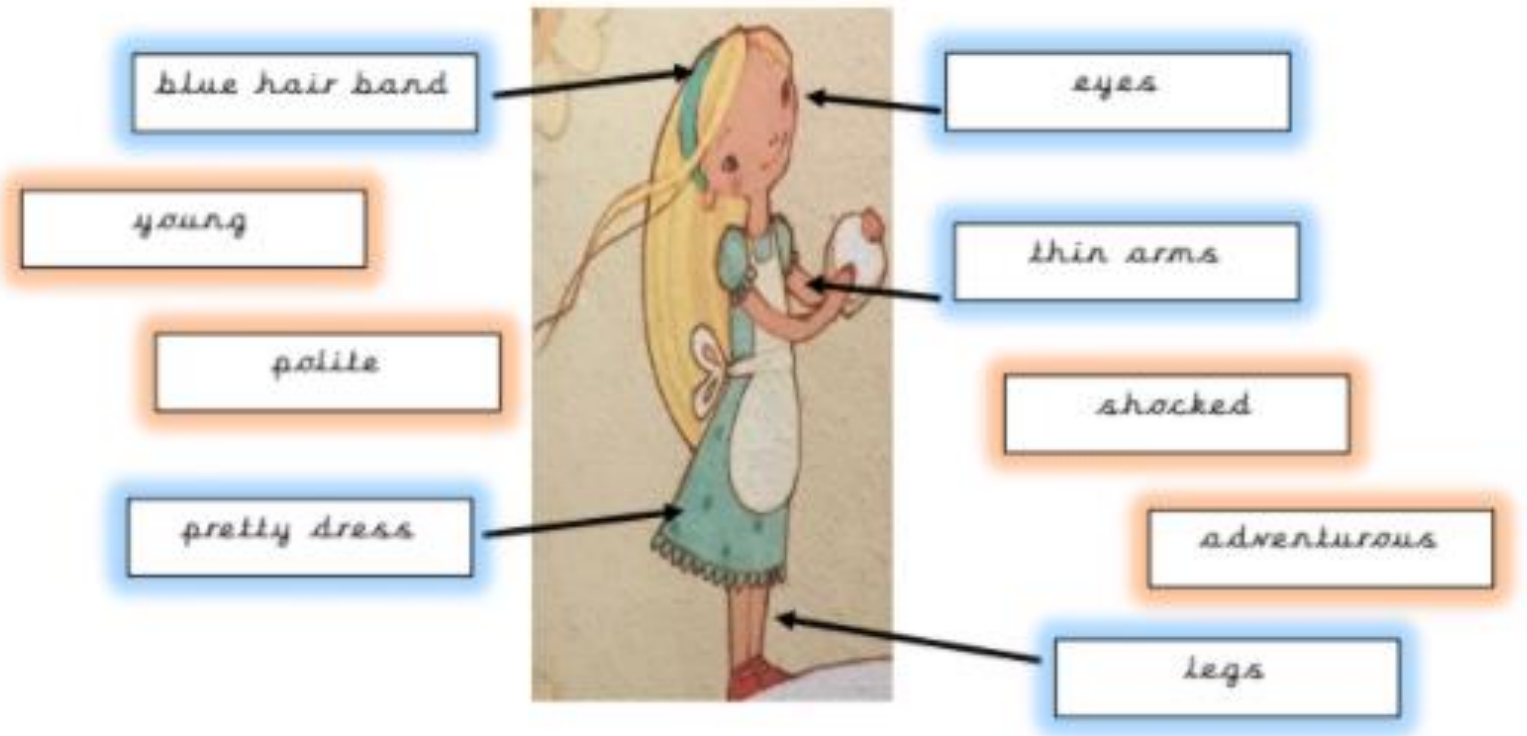 blue hair band
eyes
young
thin arms
polite
shocked
pretty dress
adventurous
legs